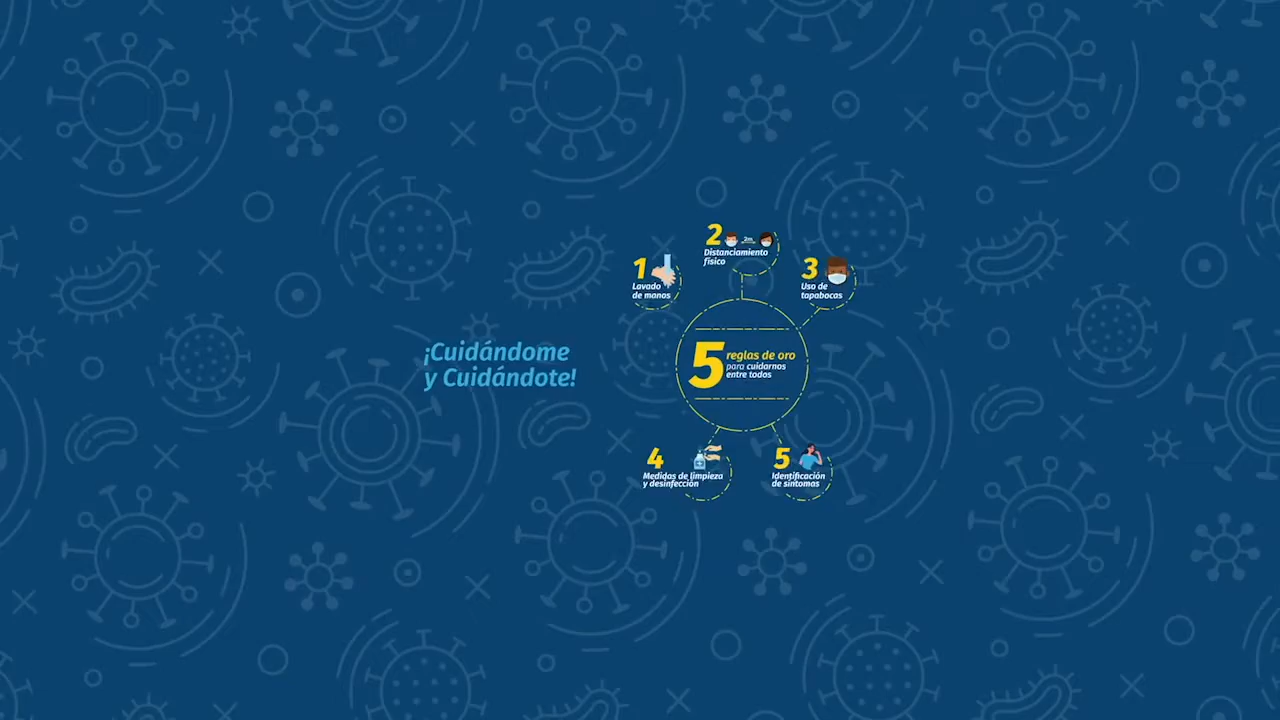 ¡Cuidándome
y Cuidándote!
1
Lavado
de manos
2
2m
Distanciamiento
físico
3
Uso de
tapabocas
5
reglas de oro
para cuidarnos
entre todos
4
Medidas de limpieza
y desinfección
5
Identificación
de síntomas